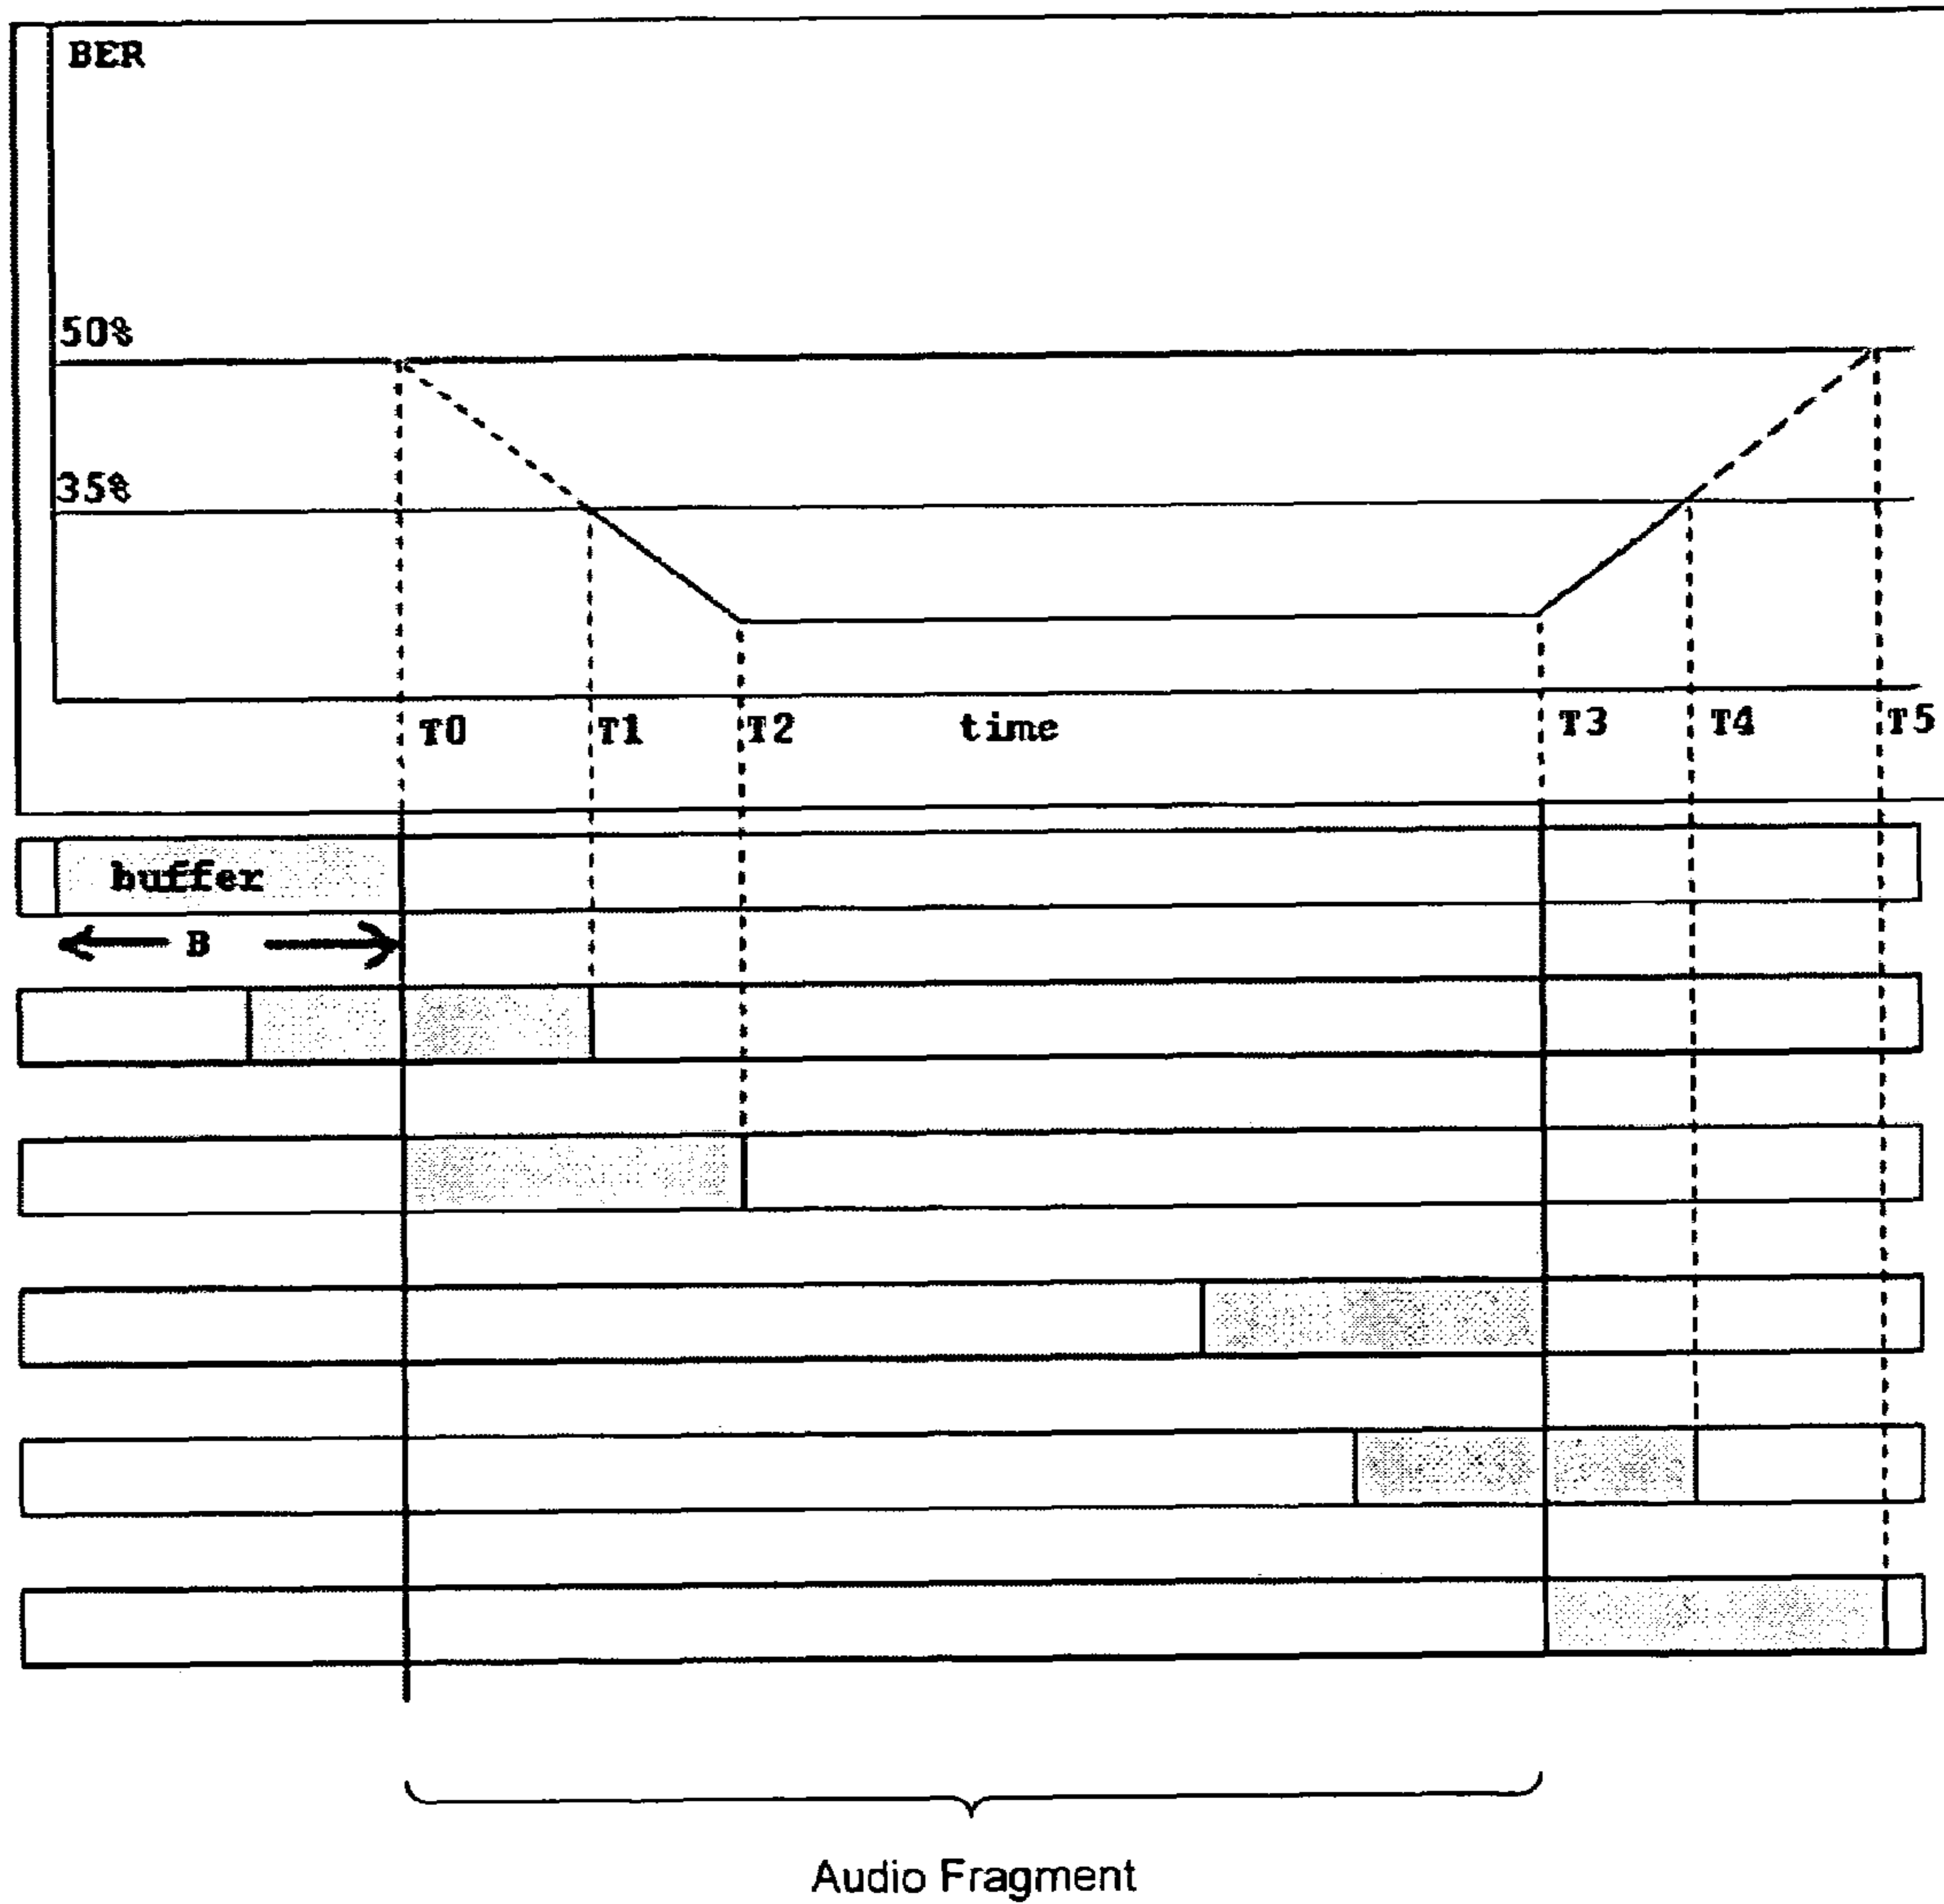 BER
50%
35%
T0 T1 T2 time T3 T4 T5
buffer
B
Audio Fragment